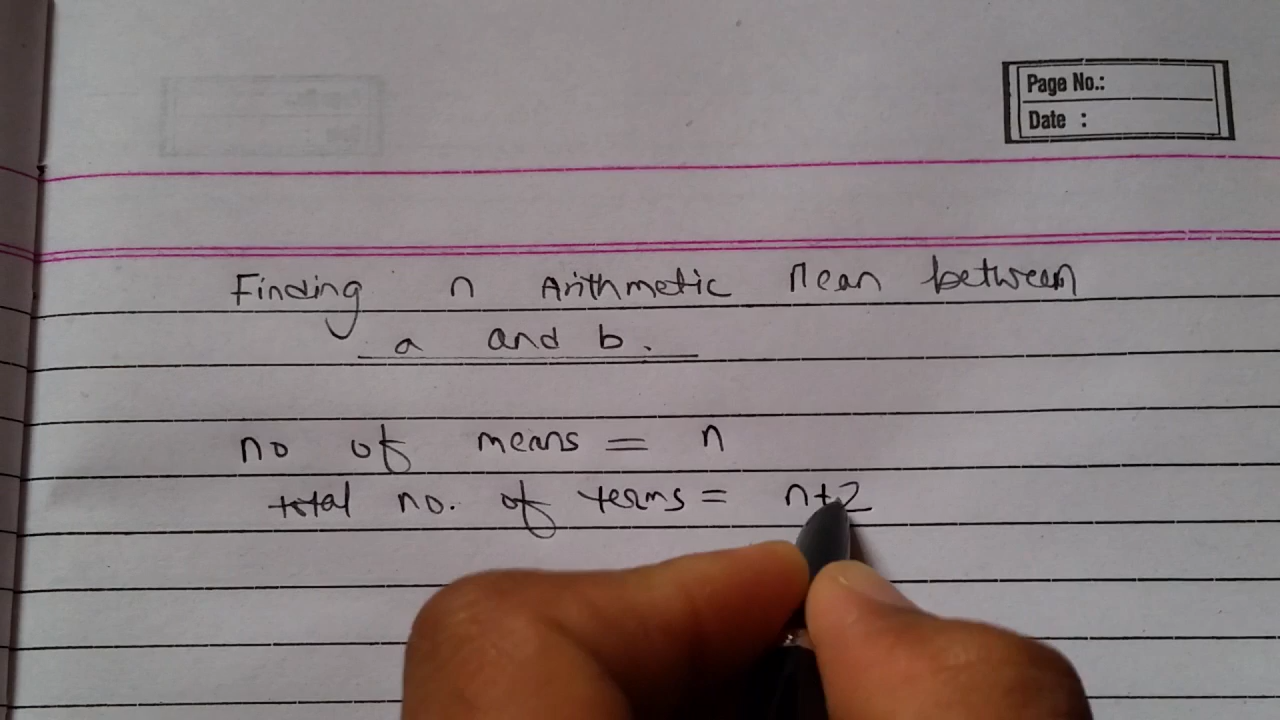 Page No.:
Date :
Finding n Arithmetic Mean between
a and b.
no of means = n
total no. of terms = n+2